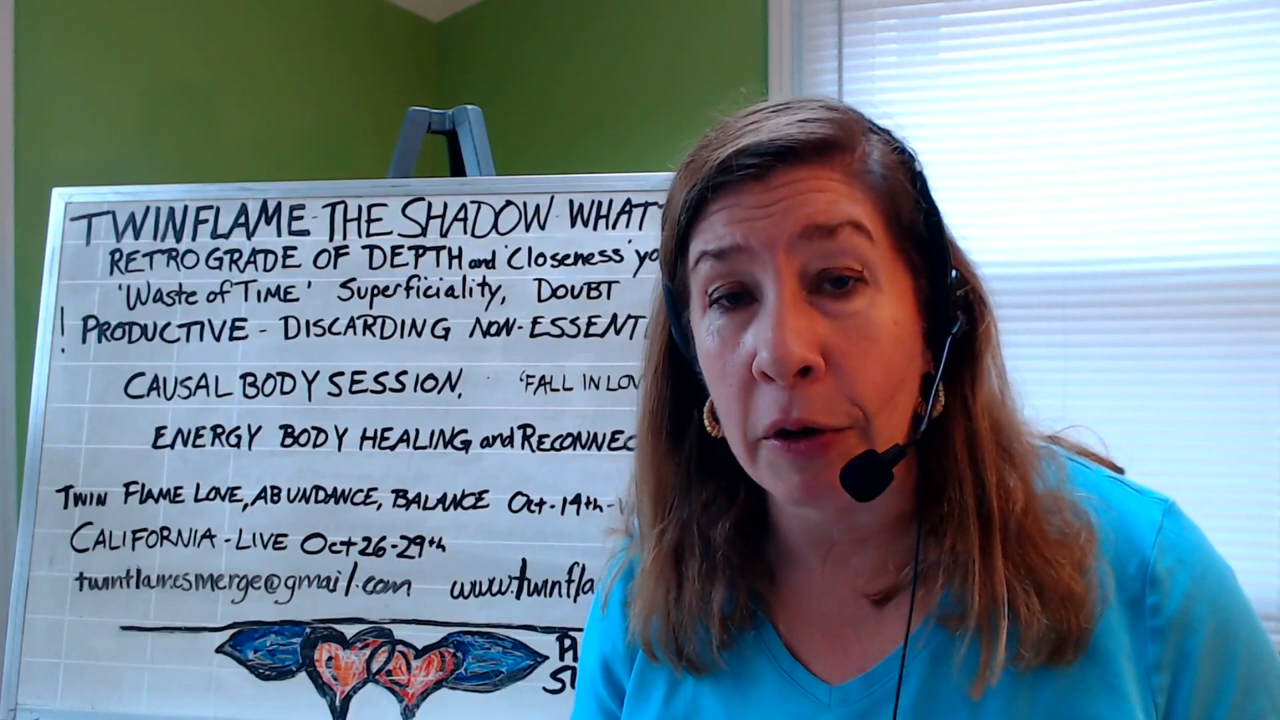 TWINFLAME-THE SHADOW-WHAT
RETROGRADE OF DEPTH and 'Closeness' yo
'Waste of TIME' Superficiality, DOUBT
! PRODUCTIVE - DISCARDING NON-ESSENT
CAUSAL BODY SESSION, 'FALL IN LOV
ENERGY BODY HEALING and RECONNEC
TWIN FLAME LOVE, ABUNDANCE, BALANCE Oct-19th-
CALIFORNIA-LIVE Oct 26-29th
twinflamesmerge@gmail.com www.twinfla